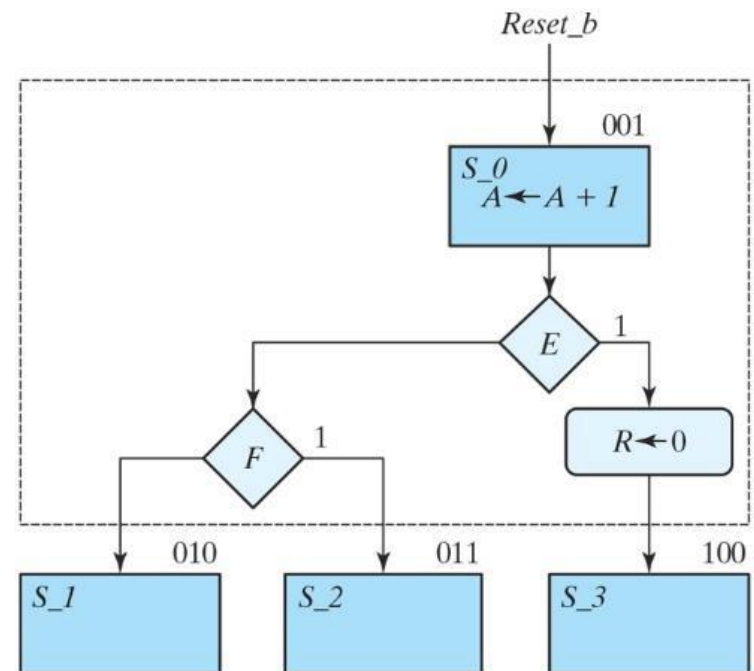 Reset_b
001
S_0
A ← A + 1
E
1
R ← 0
F
1
010
011
100
S_1
S_2
S_3